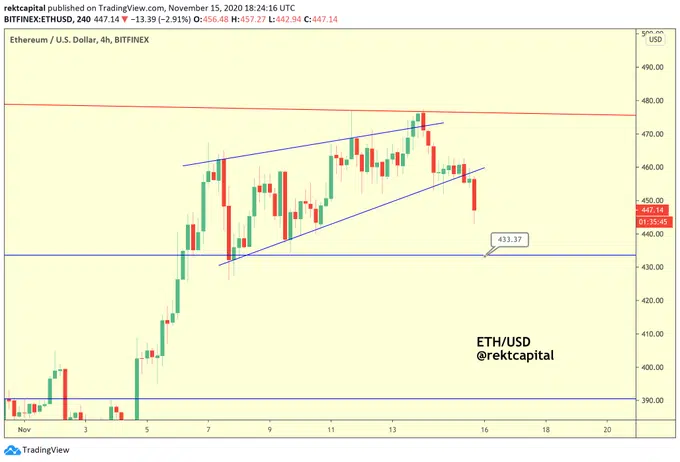 rektcapital published on TradingView.com, November 15, 2020 18:24:16 UTC
BITFINEX:ETHUSD, 240 447.14 ▼ −13.39 (−2.91%) O:456.48 H:457.27 L:442.94 C:447.14
Ethereum / U.S. Dollar, 4h, BITFINEX
USD
490.00
480.00
470.00
460.00
450.00
447.14
01:35:45
440.00
433.37
430.00
420.00
410.00
ETH/USD
@rektcapital
400.00
390.00
Nov
3
5
7
9
11
13
16
18
20
TradingView